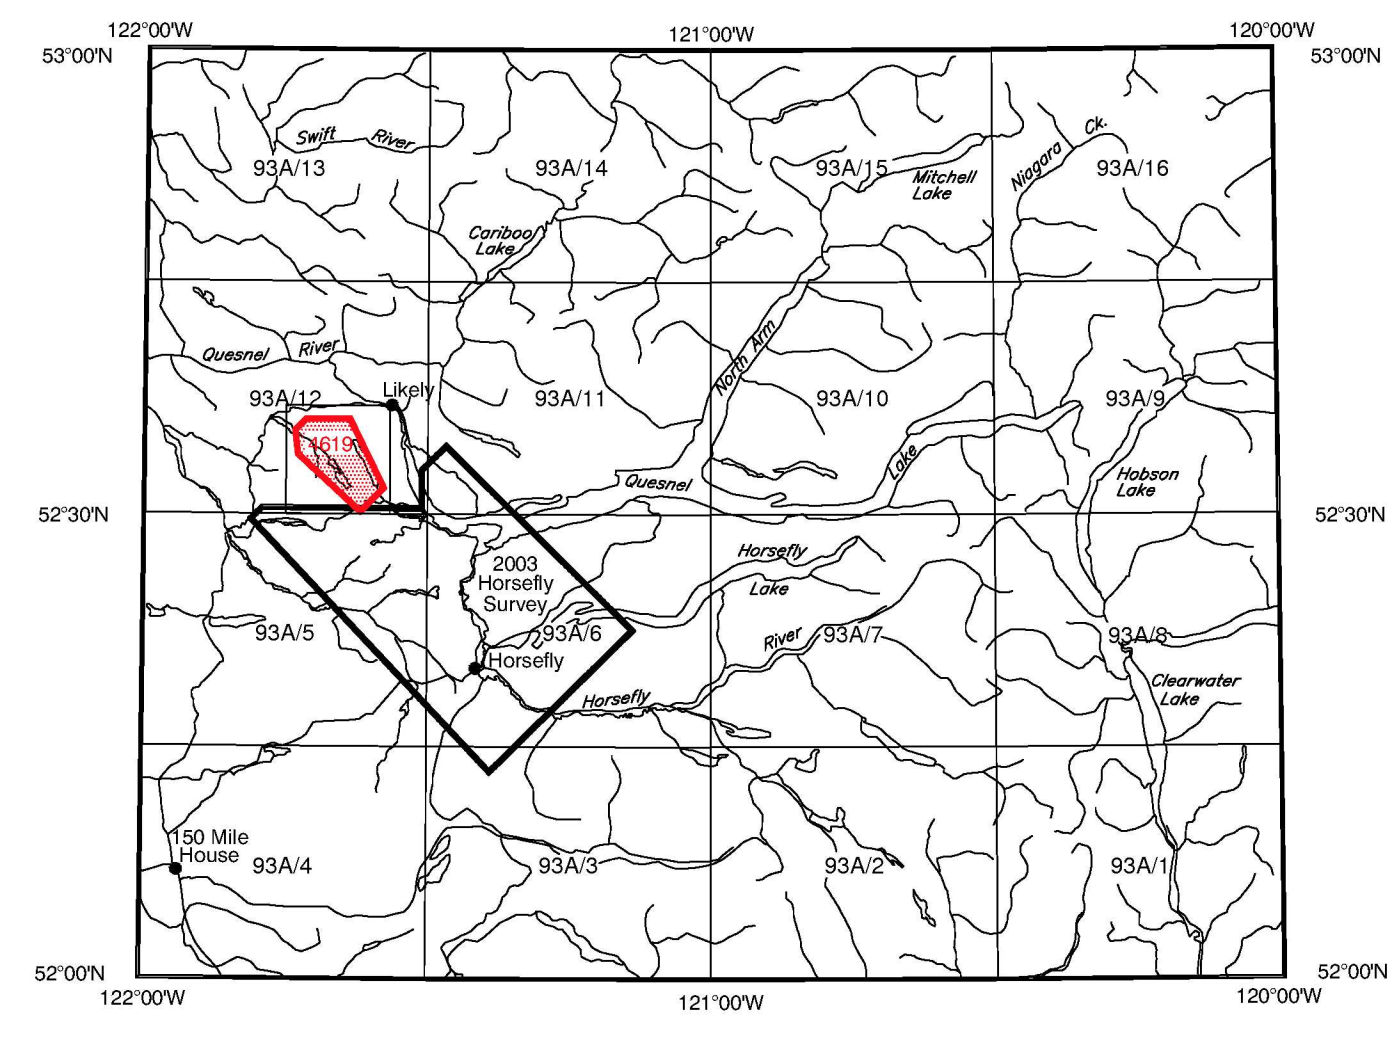 122°00'W
121°00'W
120°00'W
53°00'N
53°00'N
Swift River
93A/13
93A/14
93A/15
Mitchell
Lake
Niagara Ck.
93A/16
Cariboo
Lake
Quesnel River
North Arm
93A/12
Likely
93A/11
93A/10
93A/9
4619
Quesnel
Lake
Hobson
Lake
52°30'N
52°30'N
2003
Horsefly
Survey
Horsefly
Lake
93A/5
93A/6
River
93A/7
93A/8
Horsefly
Horsefly
Clearwater
Lake
150 Mile
House
93A/4
93A/3
93A/2
93A/1
52°00'N
52°00'N
122°00'W
121°00'W
120°00'W